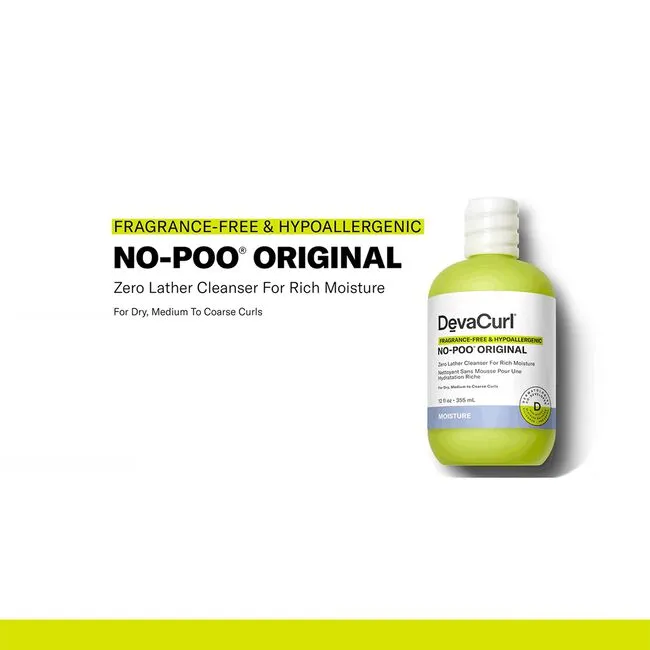 FRAGRANCE-FREE & HYPOALLERGENIC
NO-POO® ORIGINAL
Zero Lather Cleanser For Rich Moisture
For Dry, Medium To Coarse Curls
DevaCurl
FRAGRANCE-FREE & HYPOALLERGENIC
NO-POO® ORIGINAL
Zero Lather Cleanser For Rich Moisture
Nettoyant Sans Mousse Pour Une
Hydratation Riche
For Dry, Medium to Coarse Curls
12 fl oz • 355 mL
D
MOISTURE